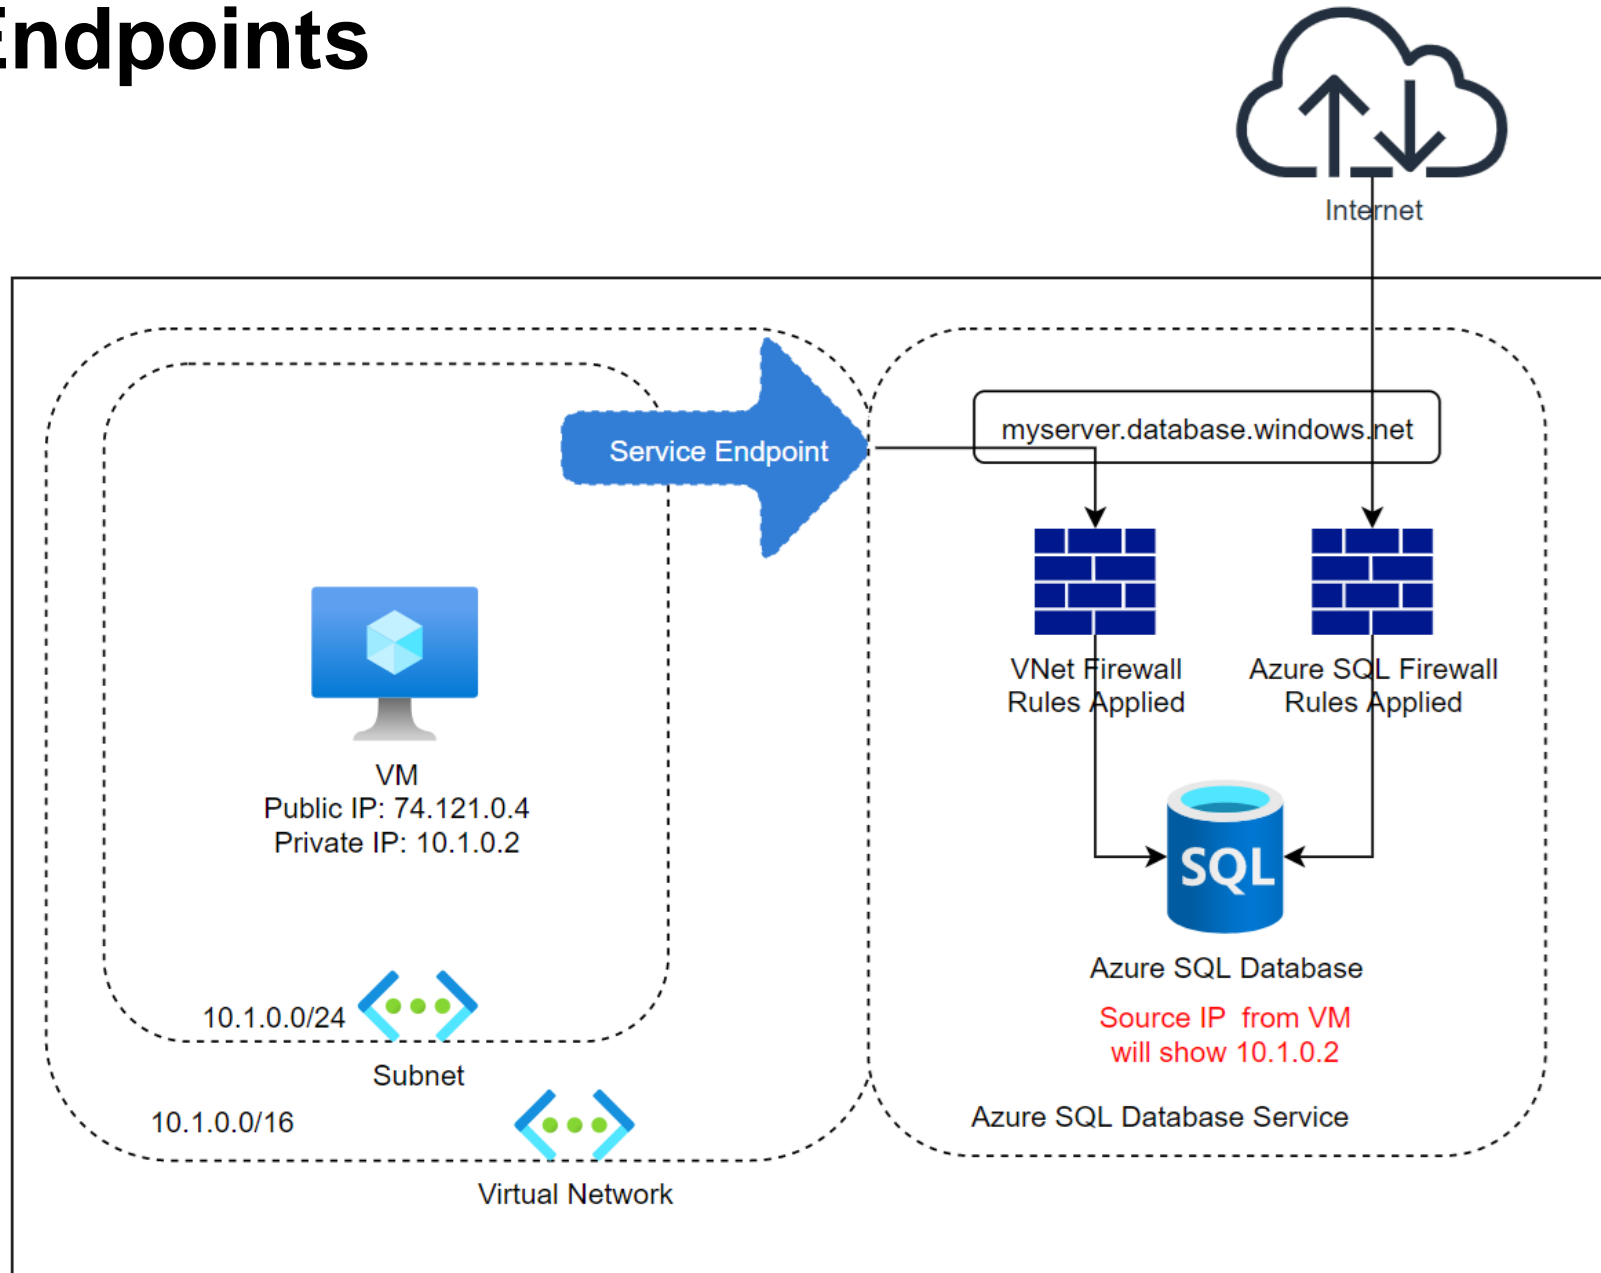 Endpoints
Internet
myserver.database.windows.net
Service Endpoint
VNet Firewall
Rules Applied
Azure SQL Firewall
Rules Applied
VM
Public IP: 74.121.0.4
Private IP: 10.1.0.2
SQL
Azure SQL Database
Source IP from VM
will show 10.1.0.2
10.1.0.0/24
Subnet
Azure SQL Database Service
10.1.0.0/16
Virtual Network